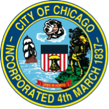 CITY OF CHICAGO
INCORPORATED 4th MARCH 1837